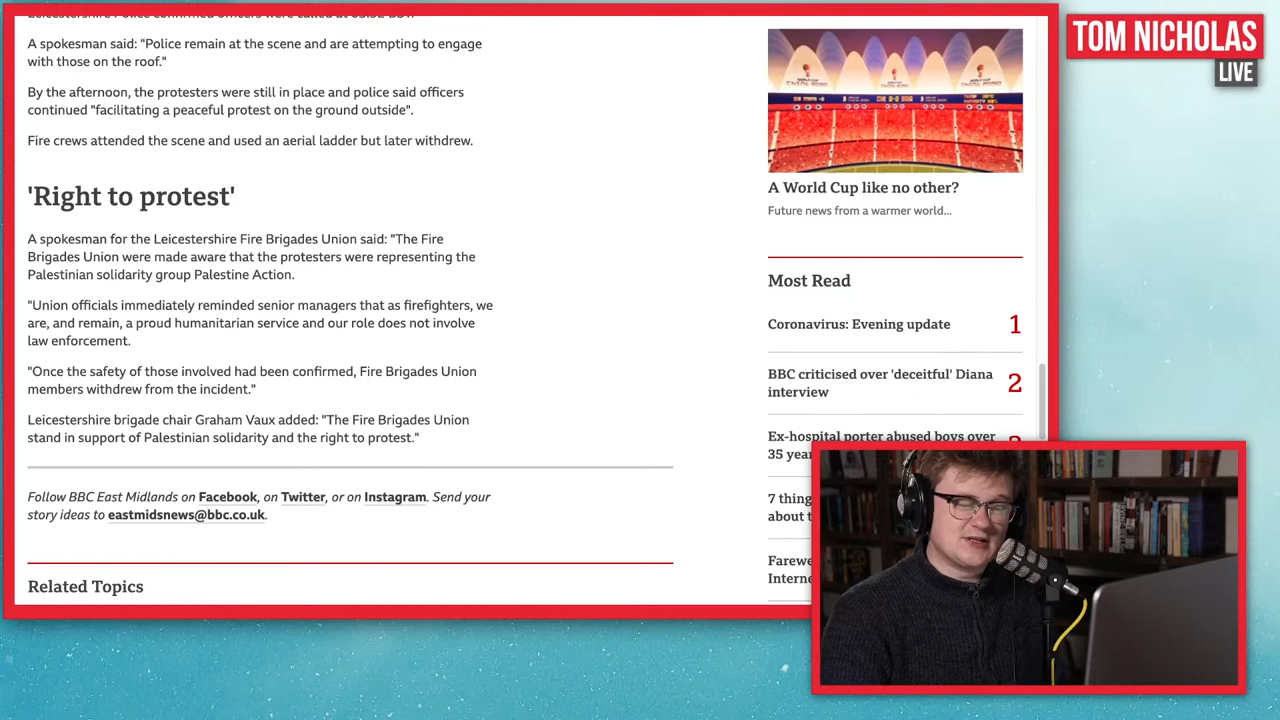 Leicestershire Police confirmed officers were called at 05:32 BST.
A spokesman said: "Police remain at the scene and are attempting to engage
with those on the roof."
By the afternoon, the protesters were still in place and police said officers
continued "facilitating a peaceful protest on the ground outside".
Fire crews attended the scene and used an aerial ladder but later withdrew.
'Right to protest'
A spokesman for the Leicestershire Fire Brigades Union said: "The Fire
Brigades Union were made aware that the protesters were representing the
Palestinian solidarity group Palestine Action.
"Union officials immediately reminded senior managers that as firefighters, we
are, and remain, a proud humanitarian service and our role does not involve
law enforcement.
"Once the safety of those involved had been confirmed, Fire Brigades Union
members withdrew from the incident."
Leicestershire brigade chair Graham Vaux added: "The Fire Brigades Union
stand in support of Palestinian solidarity and the right to protest."
Follow BBC East Midlands on Facebook, on Twitter, or on Instagram. Send your
story ideas to eastmidsnews@bbc.co.uk.
Related Topics
A World Cup like no other?
Future news from a warmer world...
Most Read
Coronavirus: Evening update
1
BBC criticised over 'deceitful' Diana
interview
2
Ex-hospital porter abused boys over
35 year
7 thing
about t
Farewe
Interne
TOM NICHOLAS
LIVE